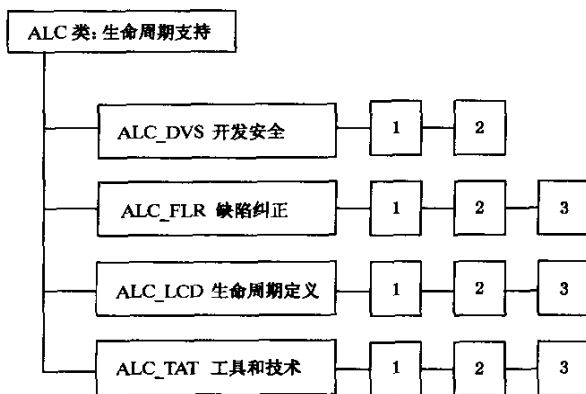 ALC 类: 生命周期支持
ALC_DVS 开发安全 1 2
ALC_FLR 缺陷纠正 1 2 3
ALC_LCD 生命周期定义 1 2 3
ALC_TAT 工具和技术 1 2 3